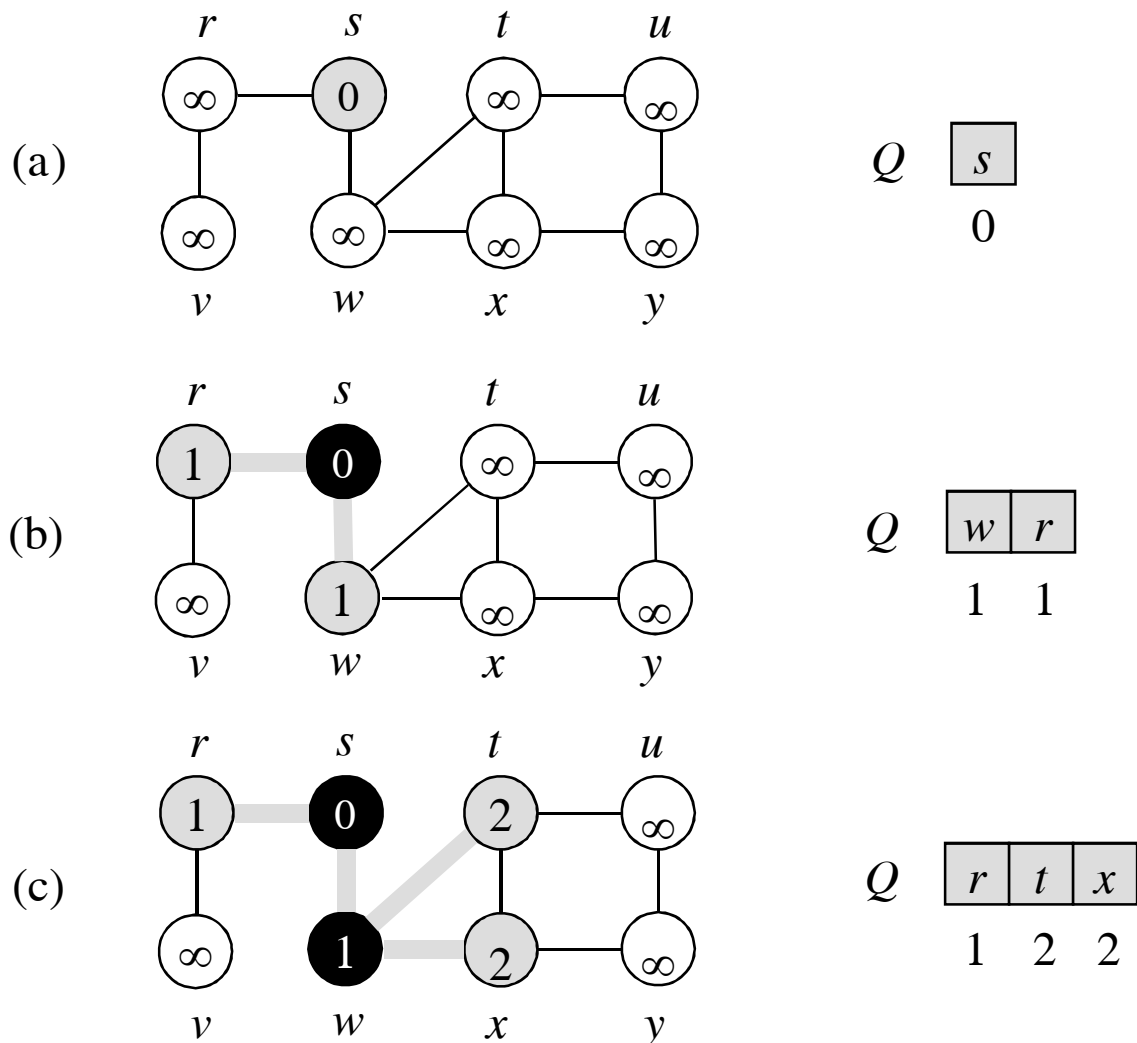 r s t u
∞ 0 ∞ ∞
(a) Q s
∞ ∞ ∞ ∞ 0
v w x y
r s t u
1 0 ∞ ∞
(b) Q w r
∞ 1 ∞ ∞ 1 1
v w x y
r s t u
1 0 2 ∞
(c) Q r t x
∞ 1 2 ∞ 1 2 2
v w x y